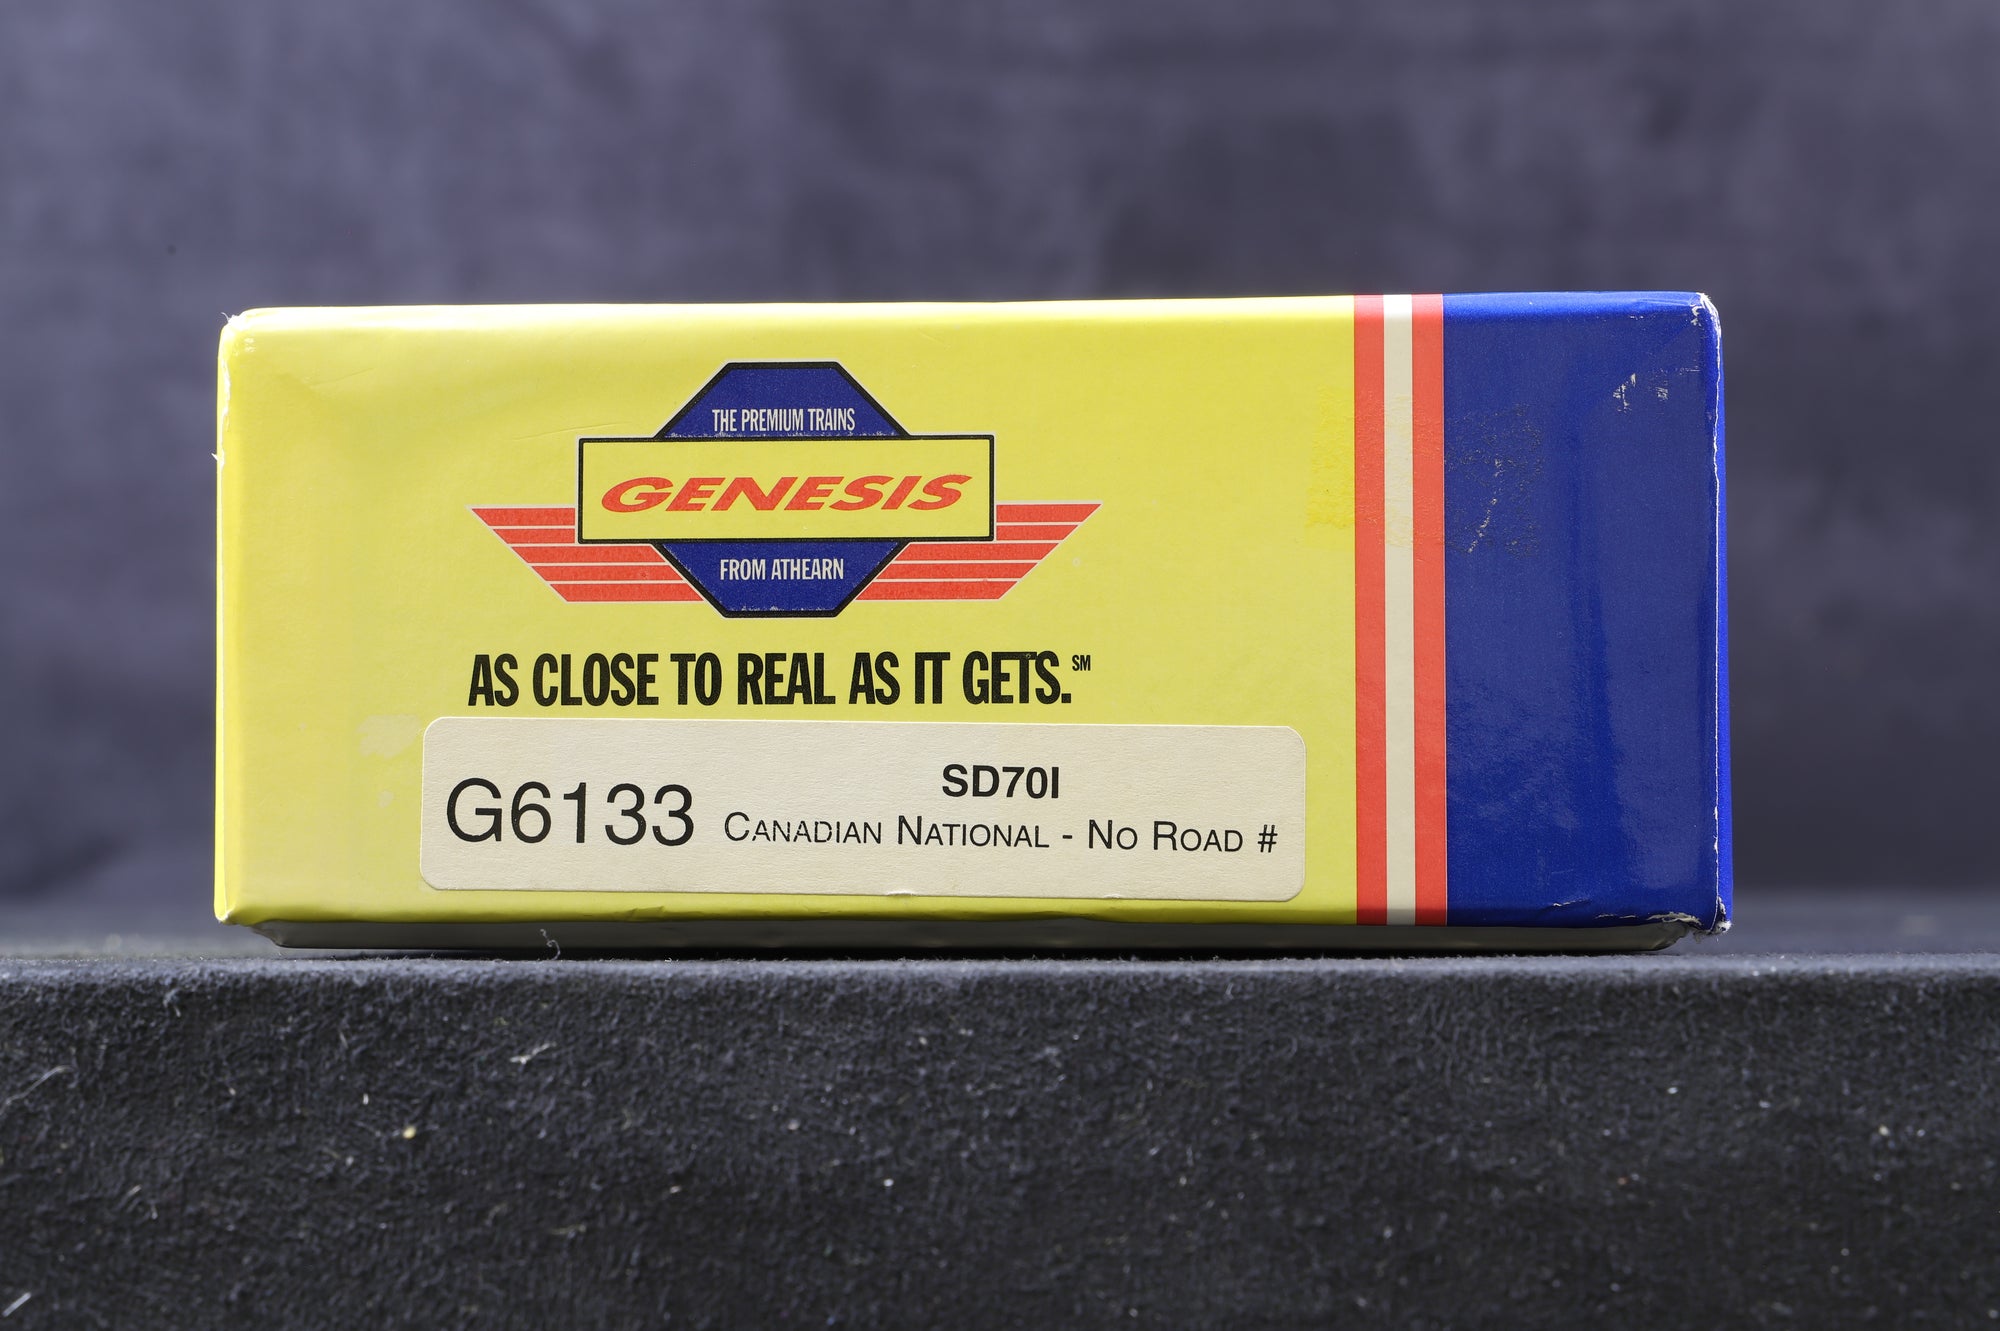 THE PREMIUM TRAINS
GENESIS
FROM ATHEARN
AS CLOSE TO REAL AS IT GETS.℠
G6133
SD70I
CANADIAN NATIONAL - NO ROAD #